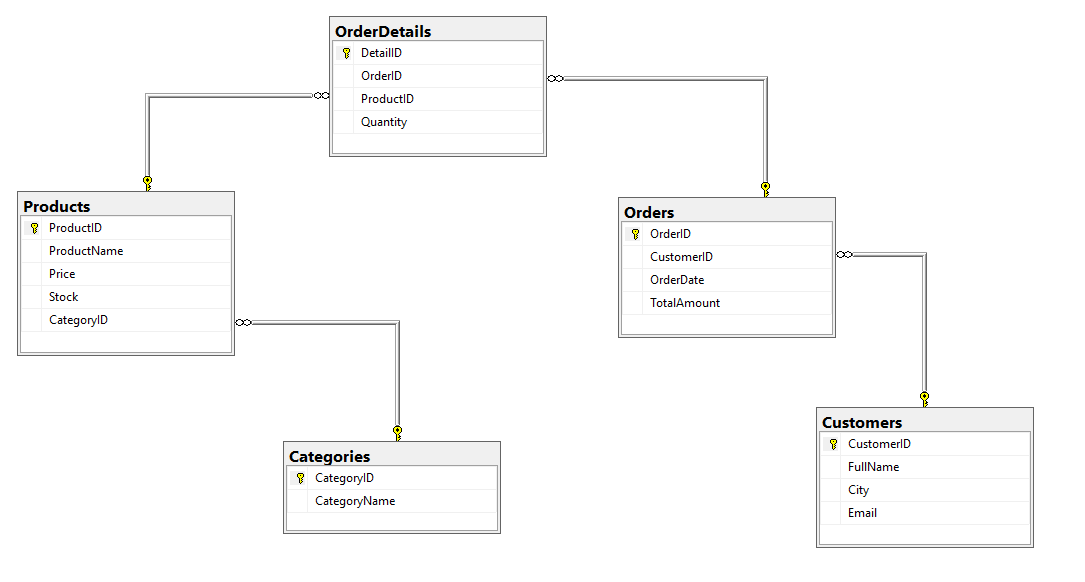 OrderDetails
DetailID
OrderID
ProductID
Quantity
Products
ProductID
ProductName
Price
Stock
CategoryID
Orders
OrderID
CustomerID
OrderDate
TotalAmount
Categories
CategoryID
CategoryName
Customers
CustomerID
FullName
City
Email